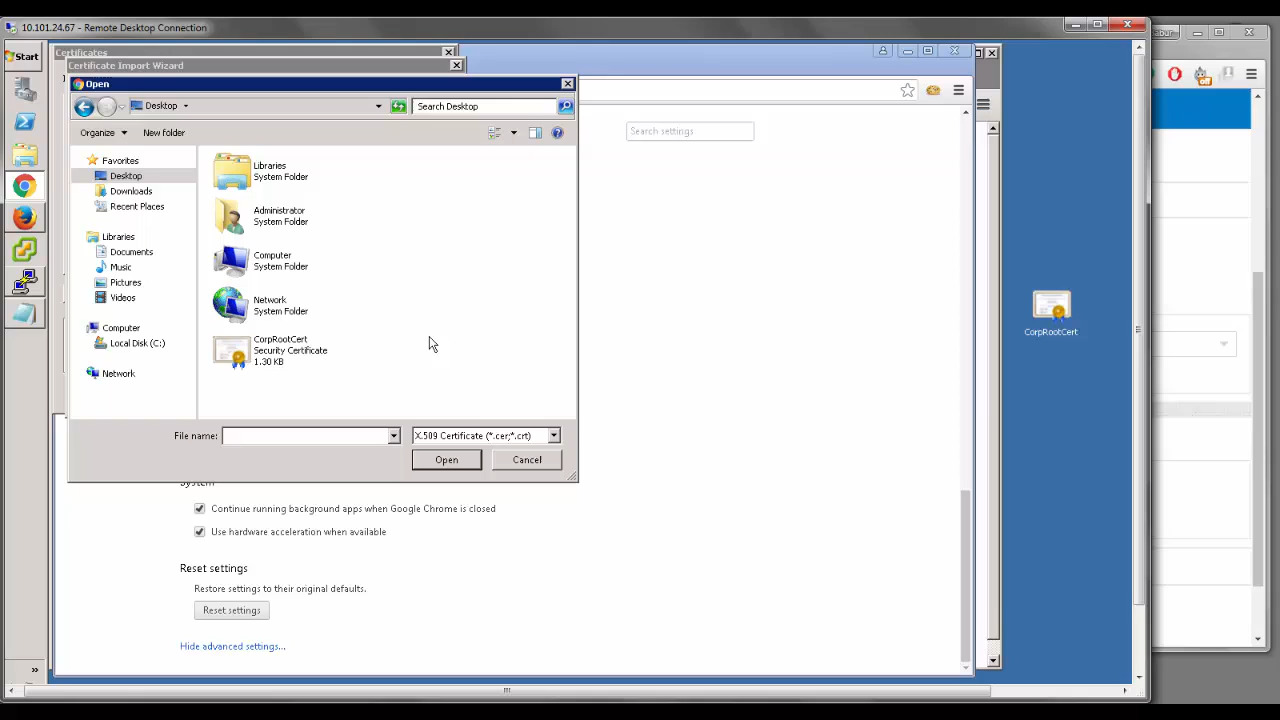 10.101.24.67 - Remote Desktop Connection
Start
Certificates
Certificate Import Wizard
Open
Desktop
Search Desktop
Organize
New folder
Search settings
Favorites
Desktop
Downloads
Recent Places
Libraries
Documents
Music
Pictures
Videos
Computer
Local Disk (C:)
Network
Libraries
System Folder
Administrator
System Folder
Computer
System Folder
Network
System Folder
CorpRootCert
Security Certificate
1.30 KB
CorpRootCert
File name:
X.509 Certificate (*.cer;*.crt)
Open
Cancel
System
Continue running background apps when Google Chrome is closed
Use hardware acceleration when available
Reset settings
Restore settings to their original defaults.
Reset settings
Hide advanced settings...